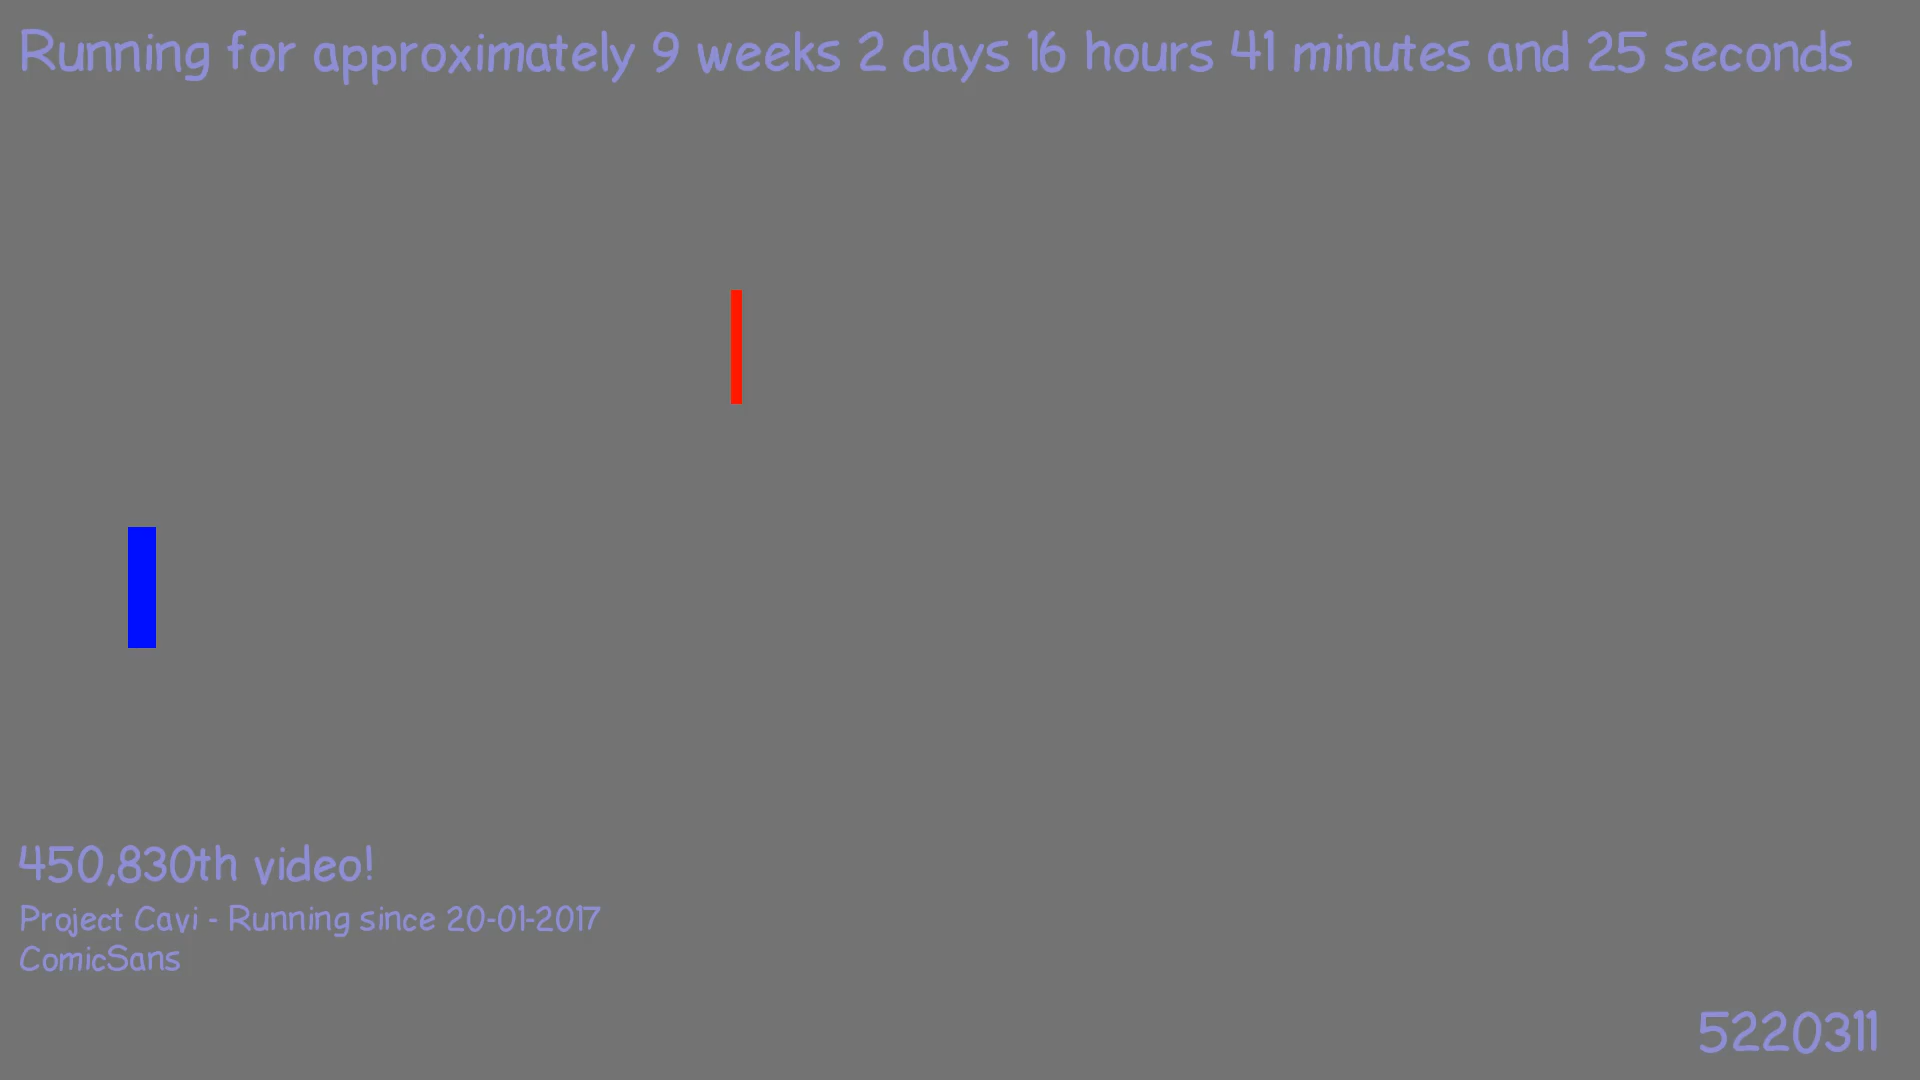 Running for approximately 9 weeks 2 days 16 hours 41 minutes and 25 seconds
450,830th video!
Project Cavi - Running since 20-01-2017
ComicSans
5220311